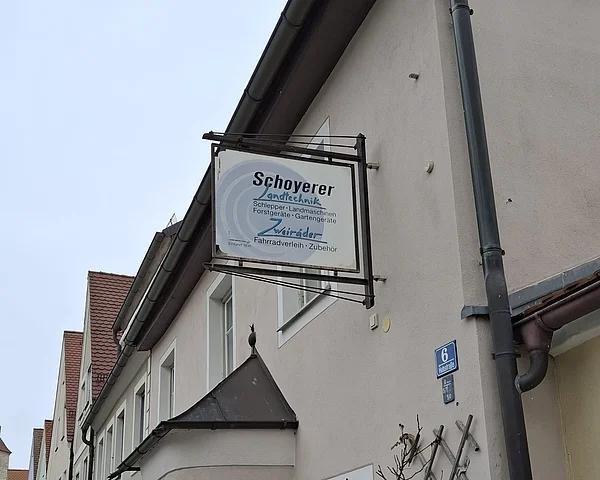 Schoyerer
Landtechnik
Schlepper · Landmaschinen
Forstgeräte · Gartengeräte
Zweiräder
Fahrradverleih · Zubehör
6